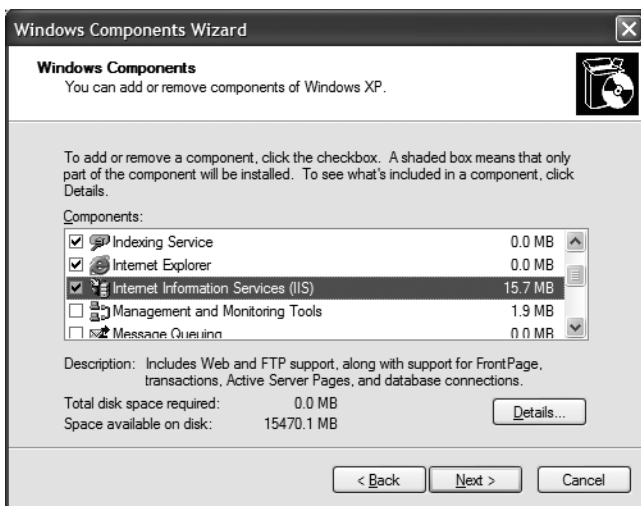 Windows Components Wizard
Windows Components
You can add or remove components of Windows XP.
To add or remove a component, click the checkbox. A shaded box means that only
part of the component will be installed. To see what's included in a component, click
Details.
Components:
Indexing Service 0.0 MB
Internet Explorer 0.0 MB
Internet Information Services (IIS) 15.7 MB
Management and Monitoring Tools 1.9 MB
Message Queuing 0.0 MB
Description: Includes Web and FTP support, along with support for FrontPage,
transactions, Active Server Pages, and database connections.
Total disk space required: 0.0 MB
Space available on disk: 15470.1 MB
Details...
< Back Next > Cancel